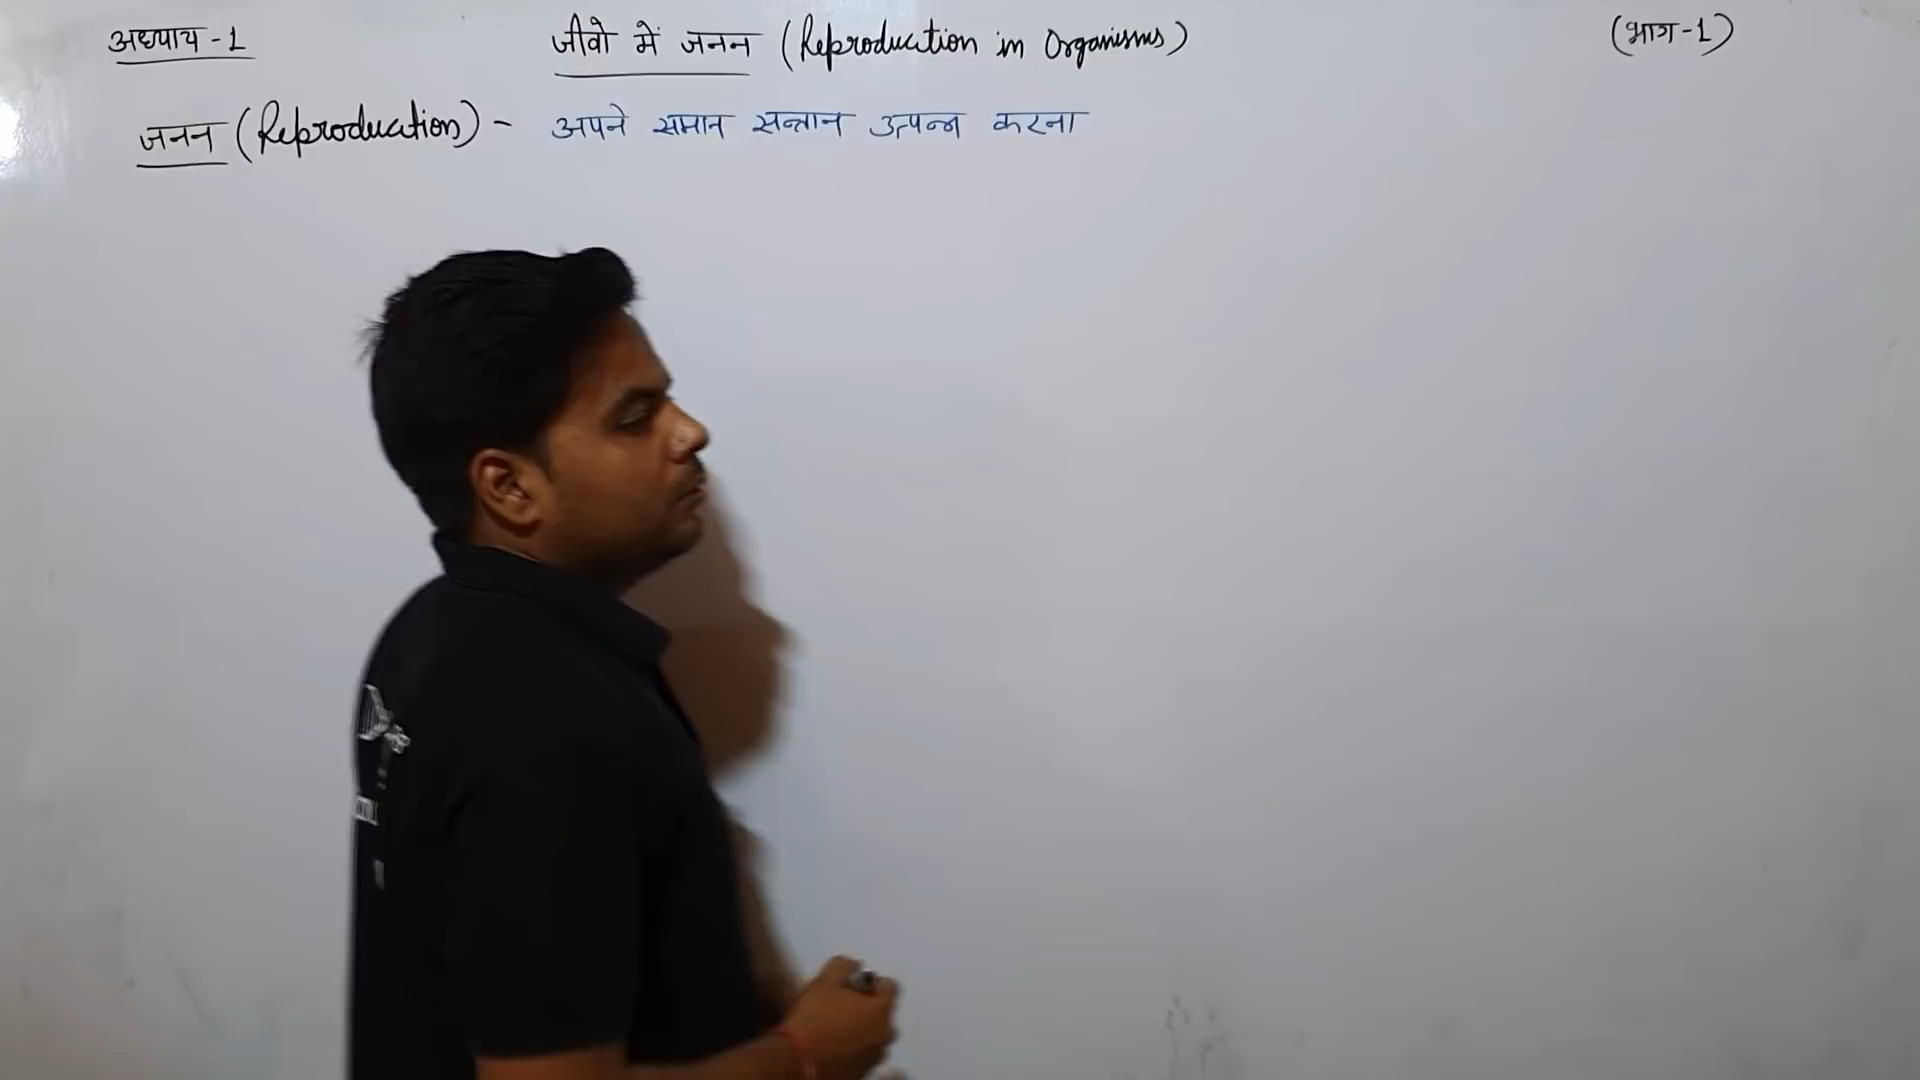 अध्याय - 1 जीवो में जनन (Reproduction in Organisms) (भाग - 1)
जनन (Reproduction) - अपने समान सन्तान उत्पन्न करना